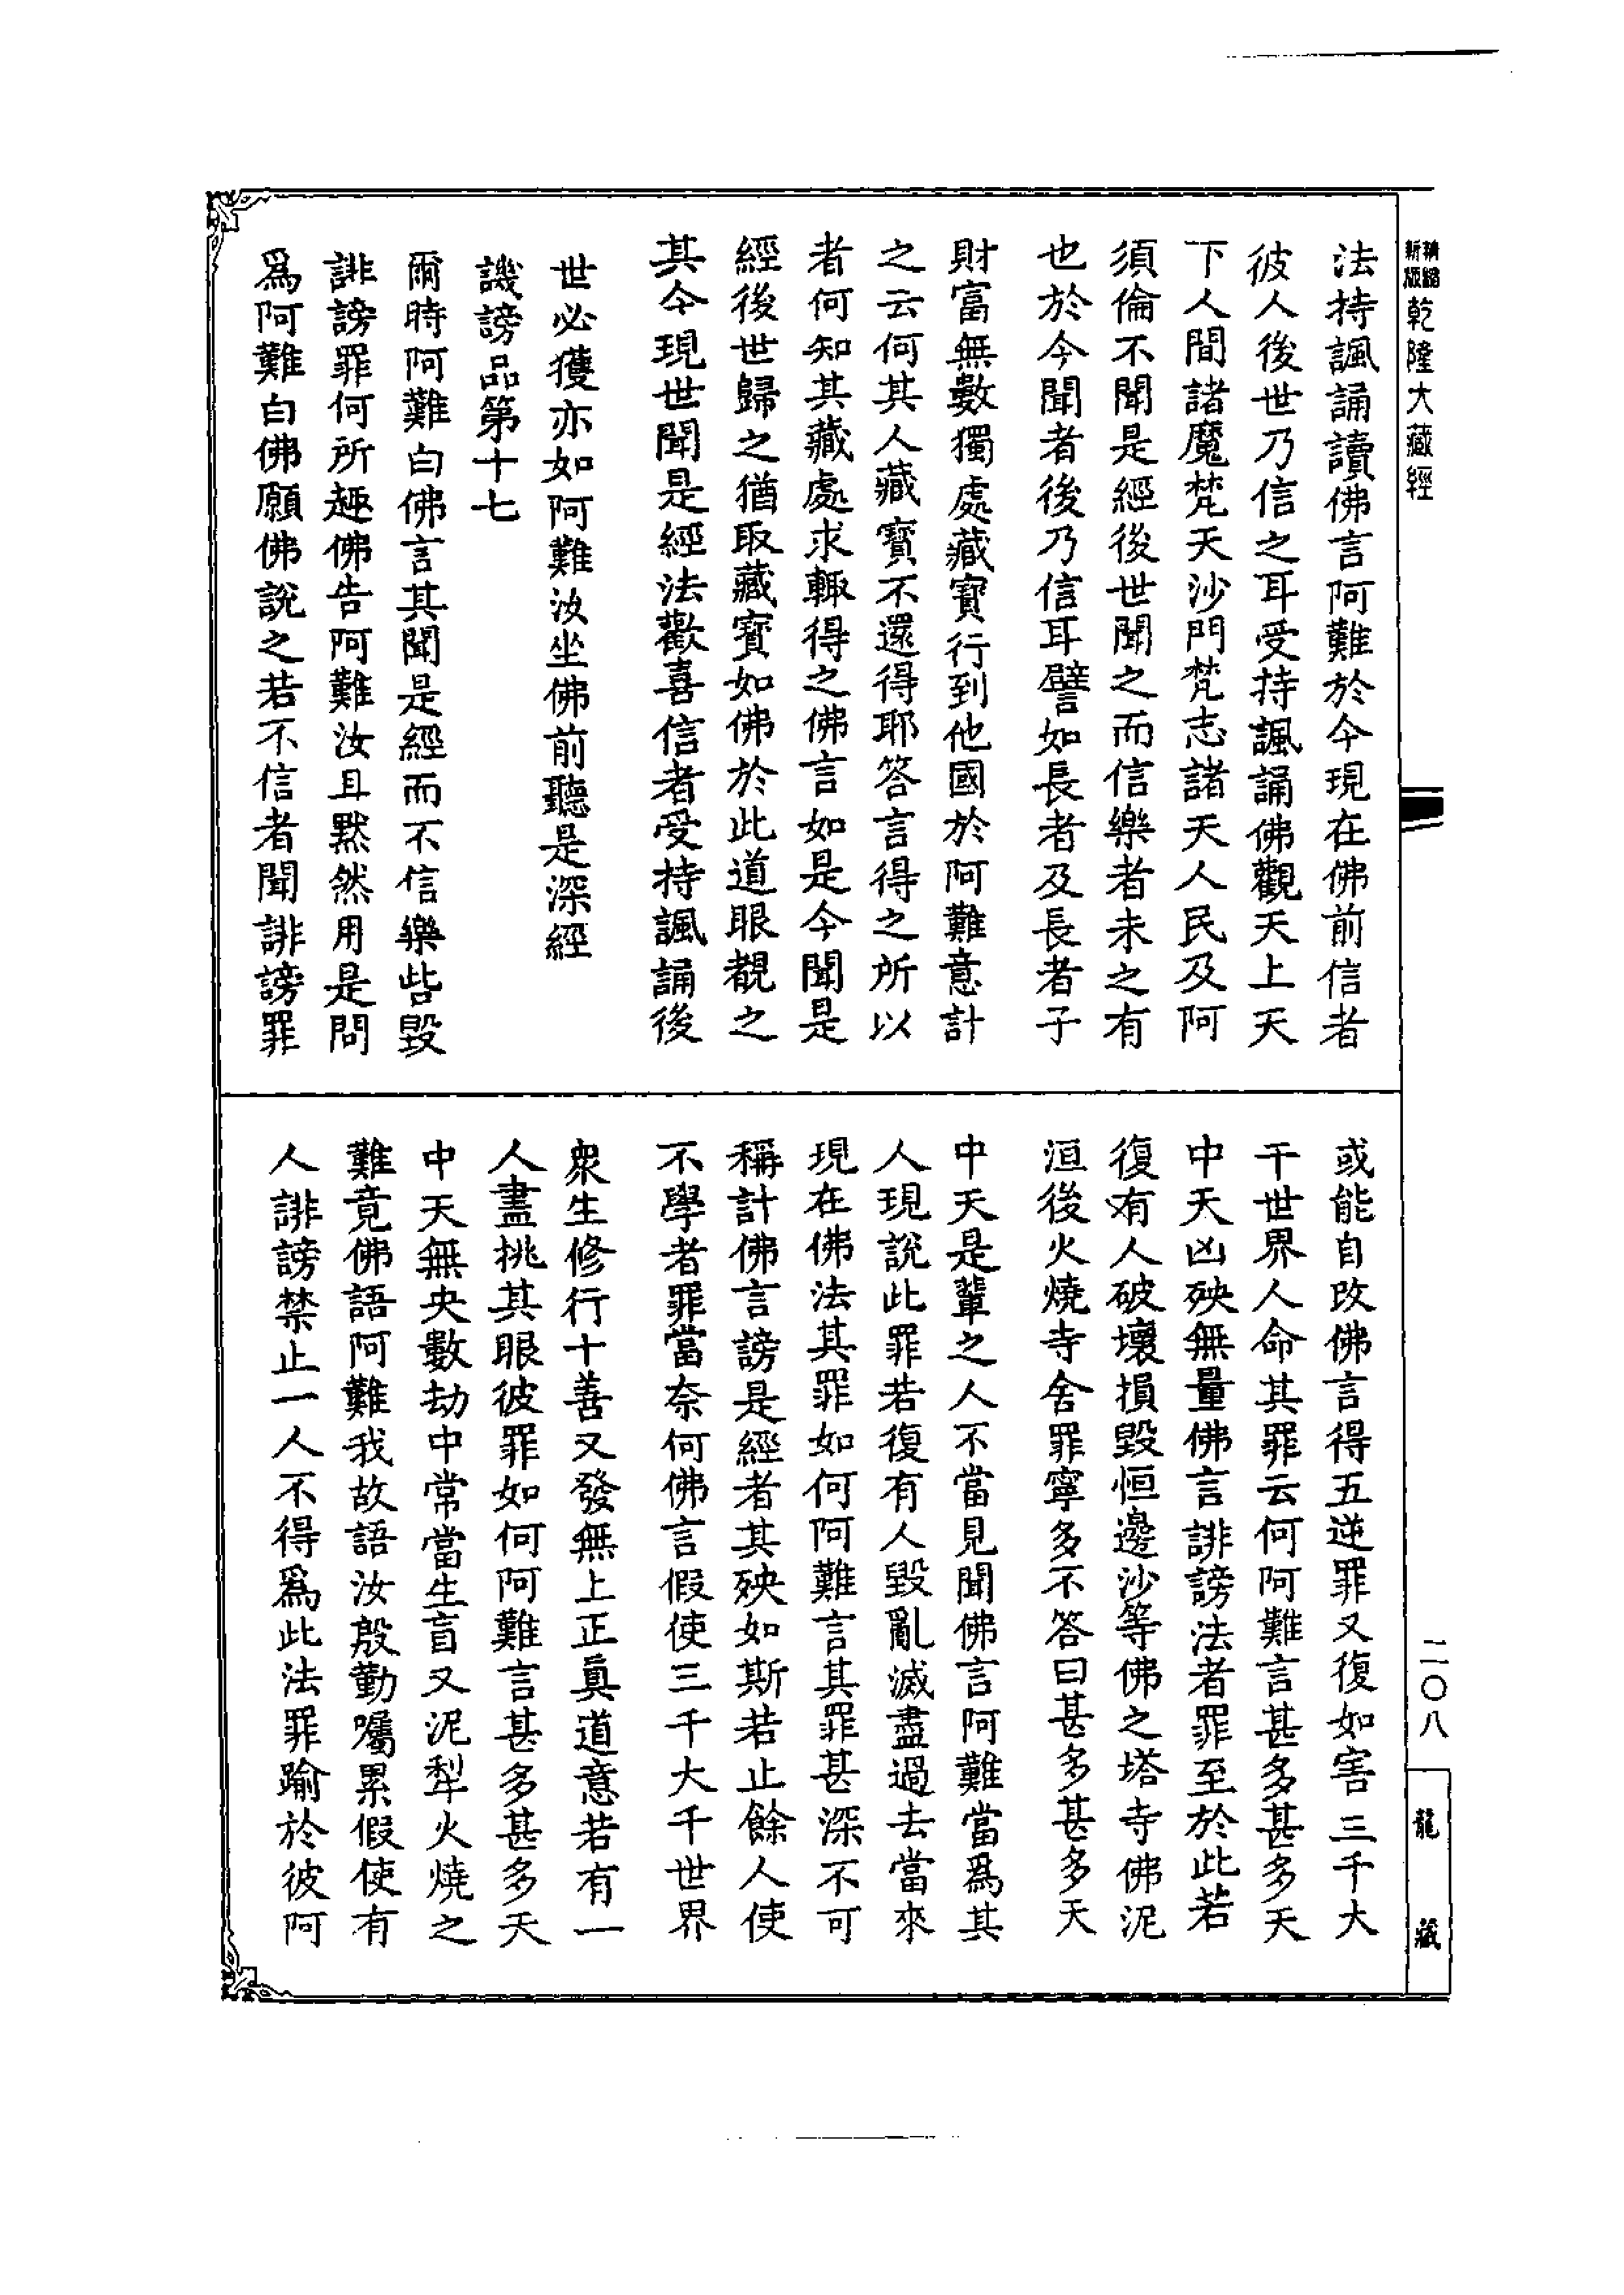 精縮
新版
乾隆大藏經
法持諷誦讀佛言阿難於今現在佛前信者
彼人後世乃信之耳受持諷誦佛觀天上天
下人間諸魔梵天沙門梵志諸天人民及阿
須倫不聞是經後世聞之而信樂者未之有
也於今聞者後乃信耳譬如長者及長者子
財富無數獨處藏寶行到他國於阿難意計
之云何其人藏寶不還得耶答言得之所以
者何知其藏處求輙得之佛言如是今聞是
經後世歸之猶取藏寶如佛於此道眼覩之
其今現世聞是經法歡喜信者受持諷誦後
世必獲亦如阿難汝坐佛前聽是深經
譏謗品第十七
爾時阿難白佛言其聞是經而不信樂呰毀
誹謗罪何所趣佛告阿難汝且默然用是問
爲阿難白佛願佛說之若不信者聞誹謗罪
或能自改佛言得五逆罪又復如害三千大
千世界人命其罪云何阿難言甚多甚多天
中天凶殃無量佛言誹謗法者罪至於此若
復有人破壞損毀恒邊沙等佛之塔寺佛泥
洹後火燒寺舍罪寧多不答曰甚多甚多天
中天是輩之人不當見聞佛言阿難當爲其
人現說此罪若復有人毀亂滅盡過去當來
現在佛法其罪如何阿難言其罪甚深不可
稱計佛言謗是經者其殃如斯若止餘人使
不學者罪當奈何佛言假使三千大千世界
衆生修行十善又發無上正眞道意若有一
人盡挑其眼彼罪如何阿難言甚多甚多天
中天無央數劫中常當生盲又泥犁火燒之
難竟佛語阿難我故語汝殷勤囑累假使有
人誹謗禁止一人不得爲此法罪踰於彼阿
二〇八
龍藏